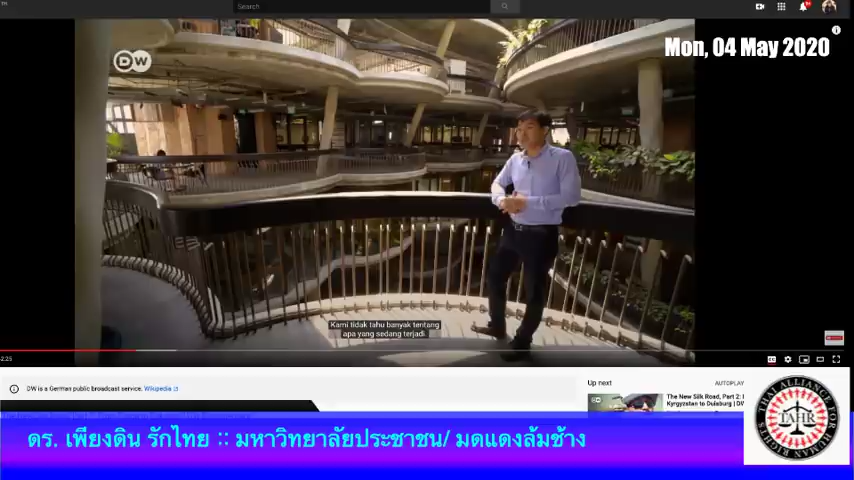 TH
Search
9+
DW
Mon, 04 May 2020
Kami tidak tahu banyak tentang
apa yang sedang terjadi
2:25
DW is a German public broadcast service. Wikipedia
Up next
AUTOPLAY
The New Silk Road, Part 2: F
Kyrgyzstan to Duisburg | DW
ดร. เพียงดิน รักไทย :: มหาวิทยาลัยประชาชน/ มดแดงล้มช้าง
THAI ALLIANCE FOR HUMAN RIGHTS
TAHR